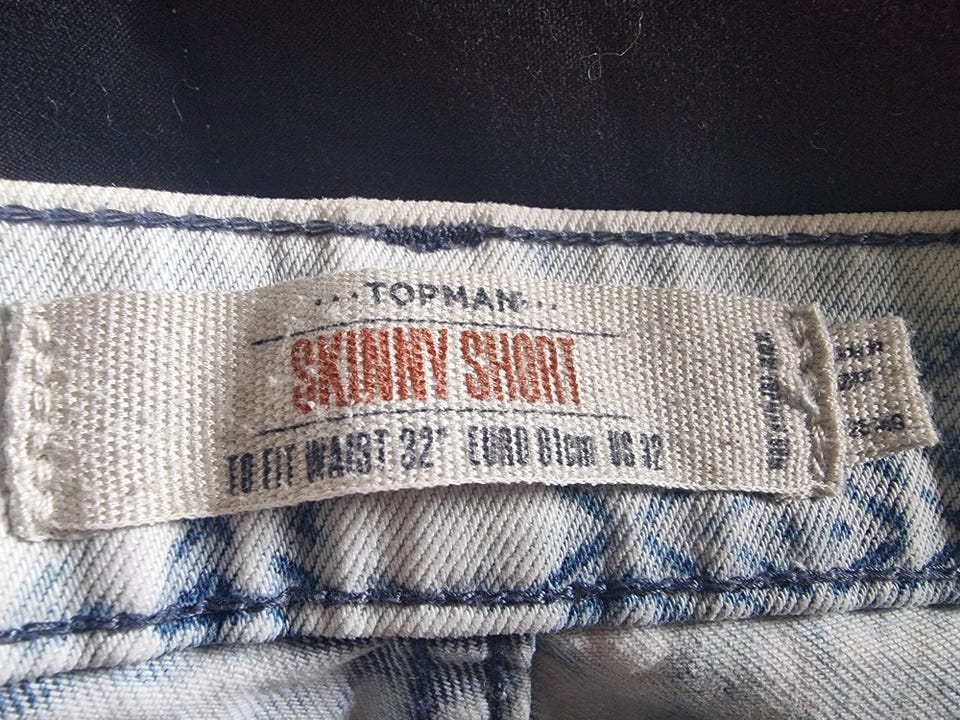 TOPMAN
SKINNY SHORT
TO FIT WAIST 32" EURO 81cm US 32